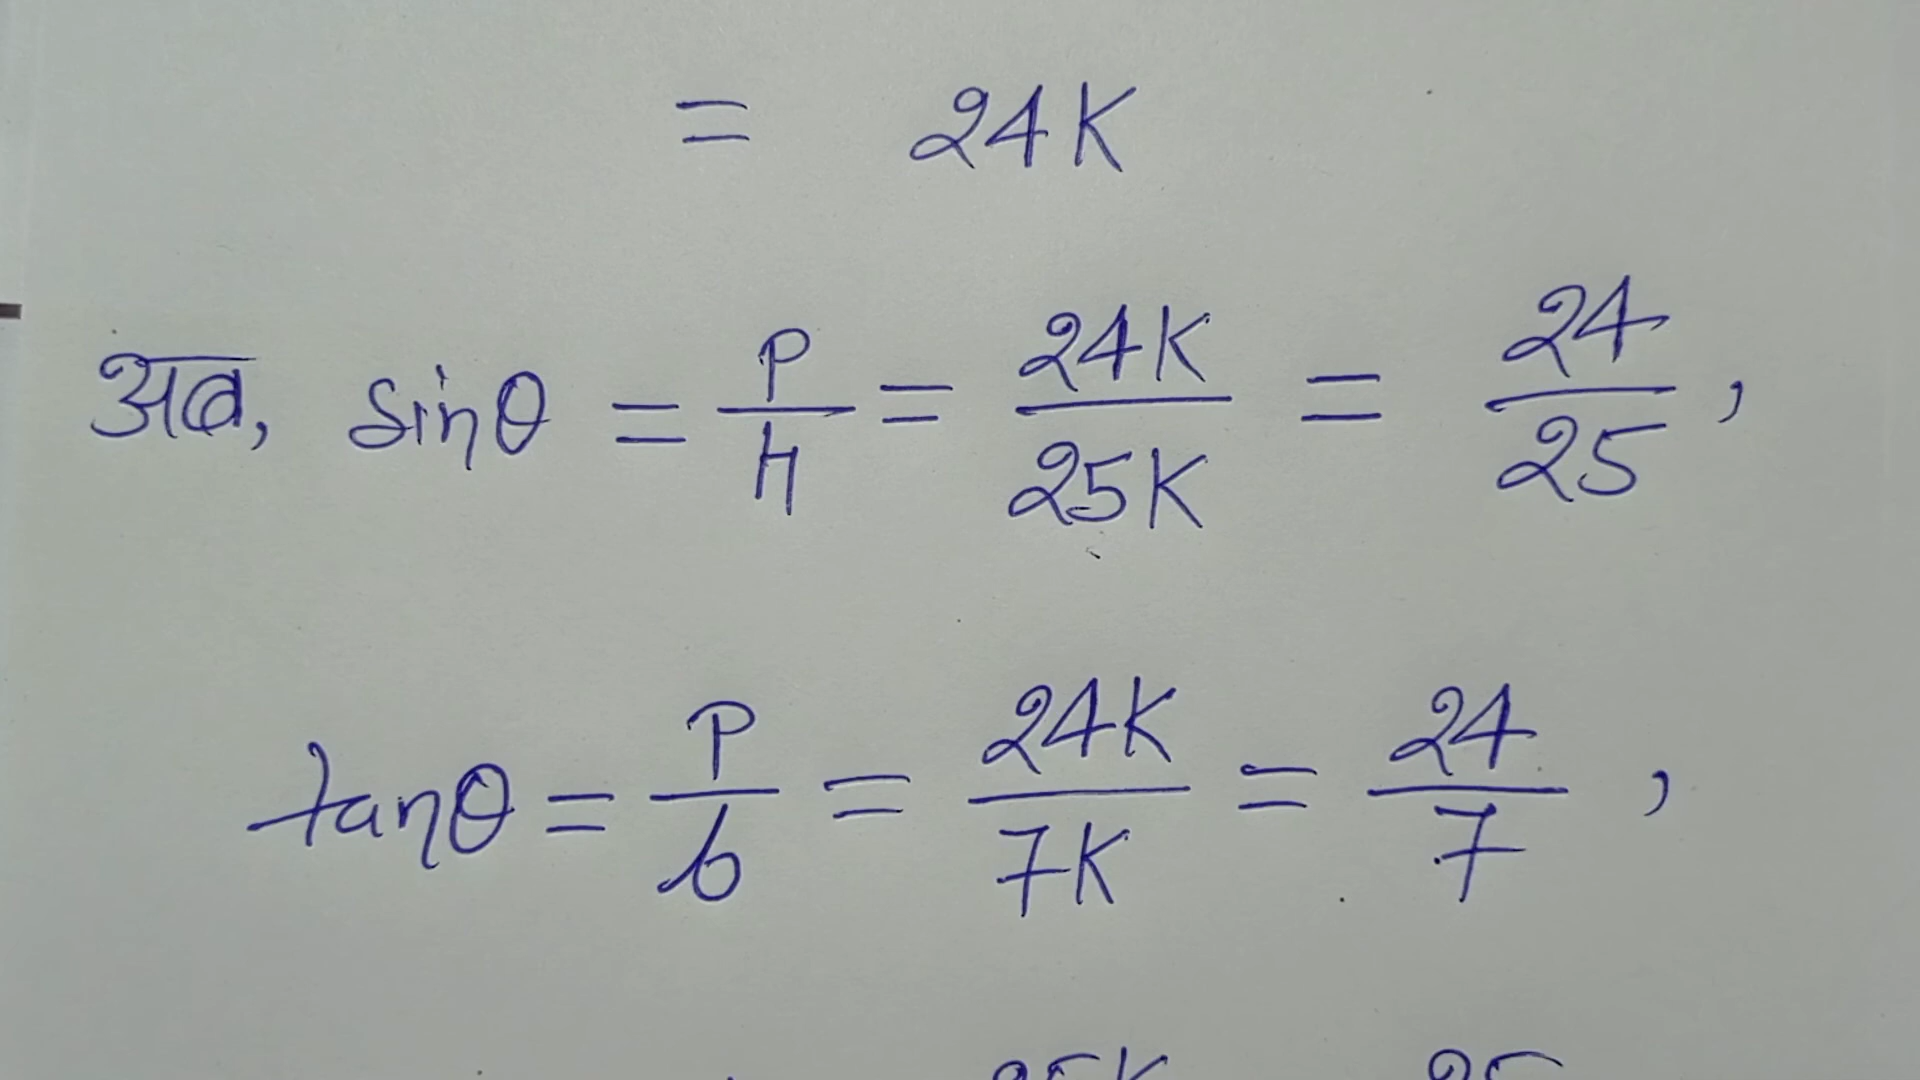 = 24K
अब, sinθ = P/H = 24K/25K = 24/25 ,
tanθ = P/b = 24K/7K = 24/7 ,